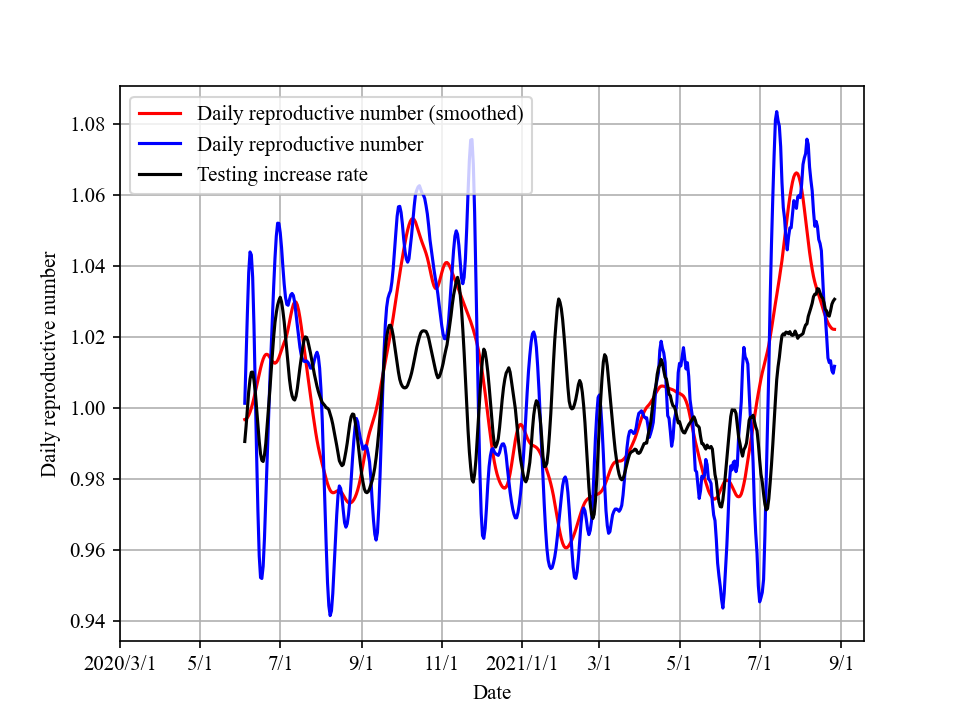 Daily reproductive number (smoothed)
Daily reproductive number
Testing increase rate
1.08
1.06
1.04
1.02
1.00
0.98
0.96
0.94
Daily reproductive number
2020/3/1 5/1 7/1 9/1 11/1 2021/1/1 3/1 5/1 7/1 9/1
Date